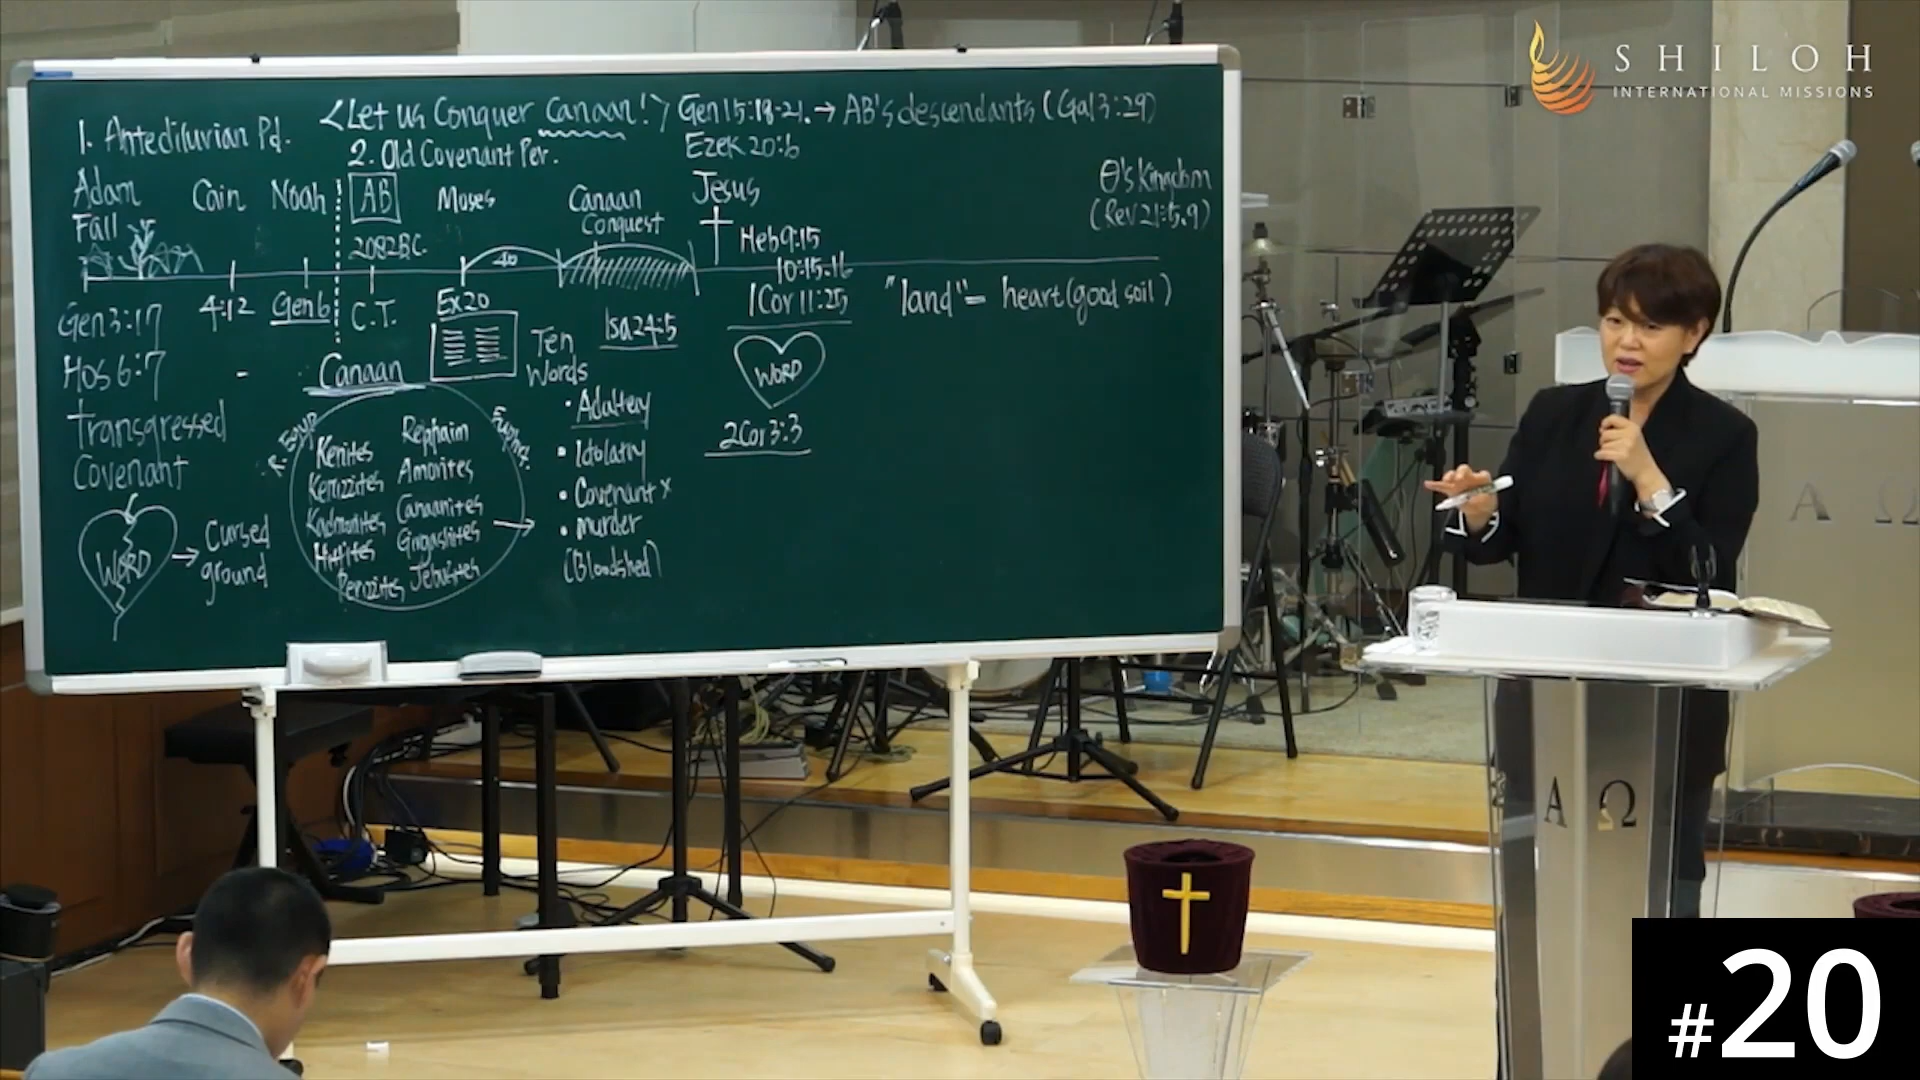 SHILOH
INTERNATIONAL MISSIONS
<Let us Conquer Canaan!> Gen 15:18-21. → AB's descendants (Gal 3:29)
Ezek 20:6
1. Antediluvian Pd.
2. Old Covenant Per.
Adam Cain Noah AB Moses Canaan Conquest Jesus
Fall
2082 B.C.
40
Heb 9:15
10:15-16
1 Cor 11:25
θ's Kingdom
(Rev 21:5.9)
Gen 3:17 4:12 Gen 6 C.T. Ex 20
Hos 6:7
Transgressed
Covenant
WORD → Cursed ground
Canaan
R. Egypt
Kenites
Kenizzites
Kadmonites
Hittites
Perizzites
Rephaim
Amorites
Canaanites
Girgashites
Jebusites
Ten
Words
Isa 24:5
• Adultery
• Idolatry
• Covenant x
• murder
(Bloodshed)
WORD
2 Cor 3:3
"land" = heart (good soil)
Α Ω
Α Ω
#20